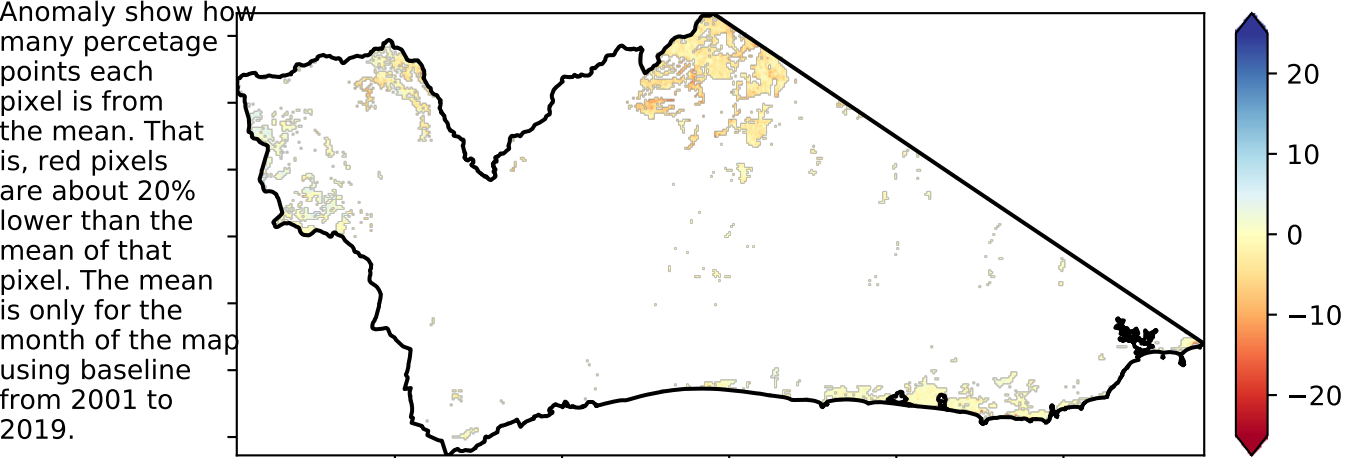 Anomaly show how
many percetage
points each
pixel is from
the mean. That
is, red pixels
are about 20%
lower than the
mean of that
pixel. The mean
is only for the
month of the map
using baseline
from 2001 to
2019.
20
10
0
−10
−20